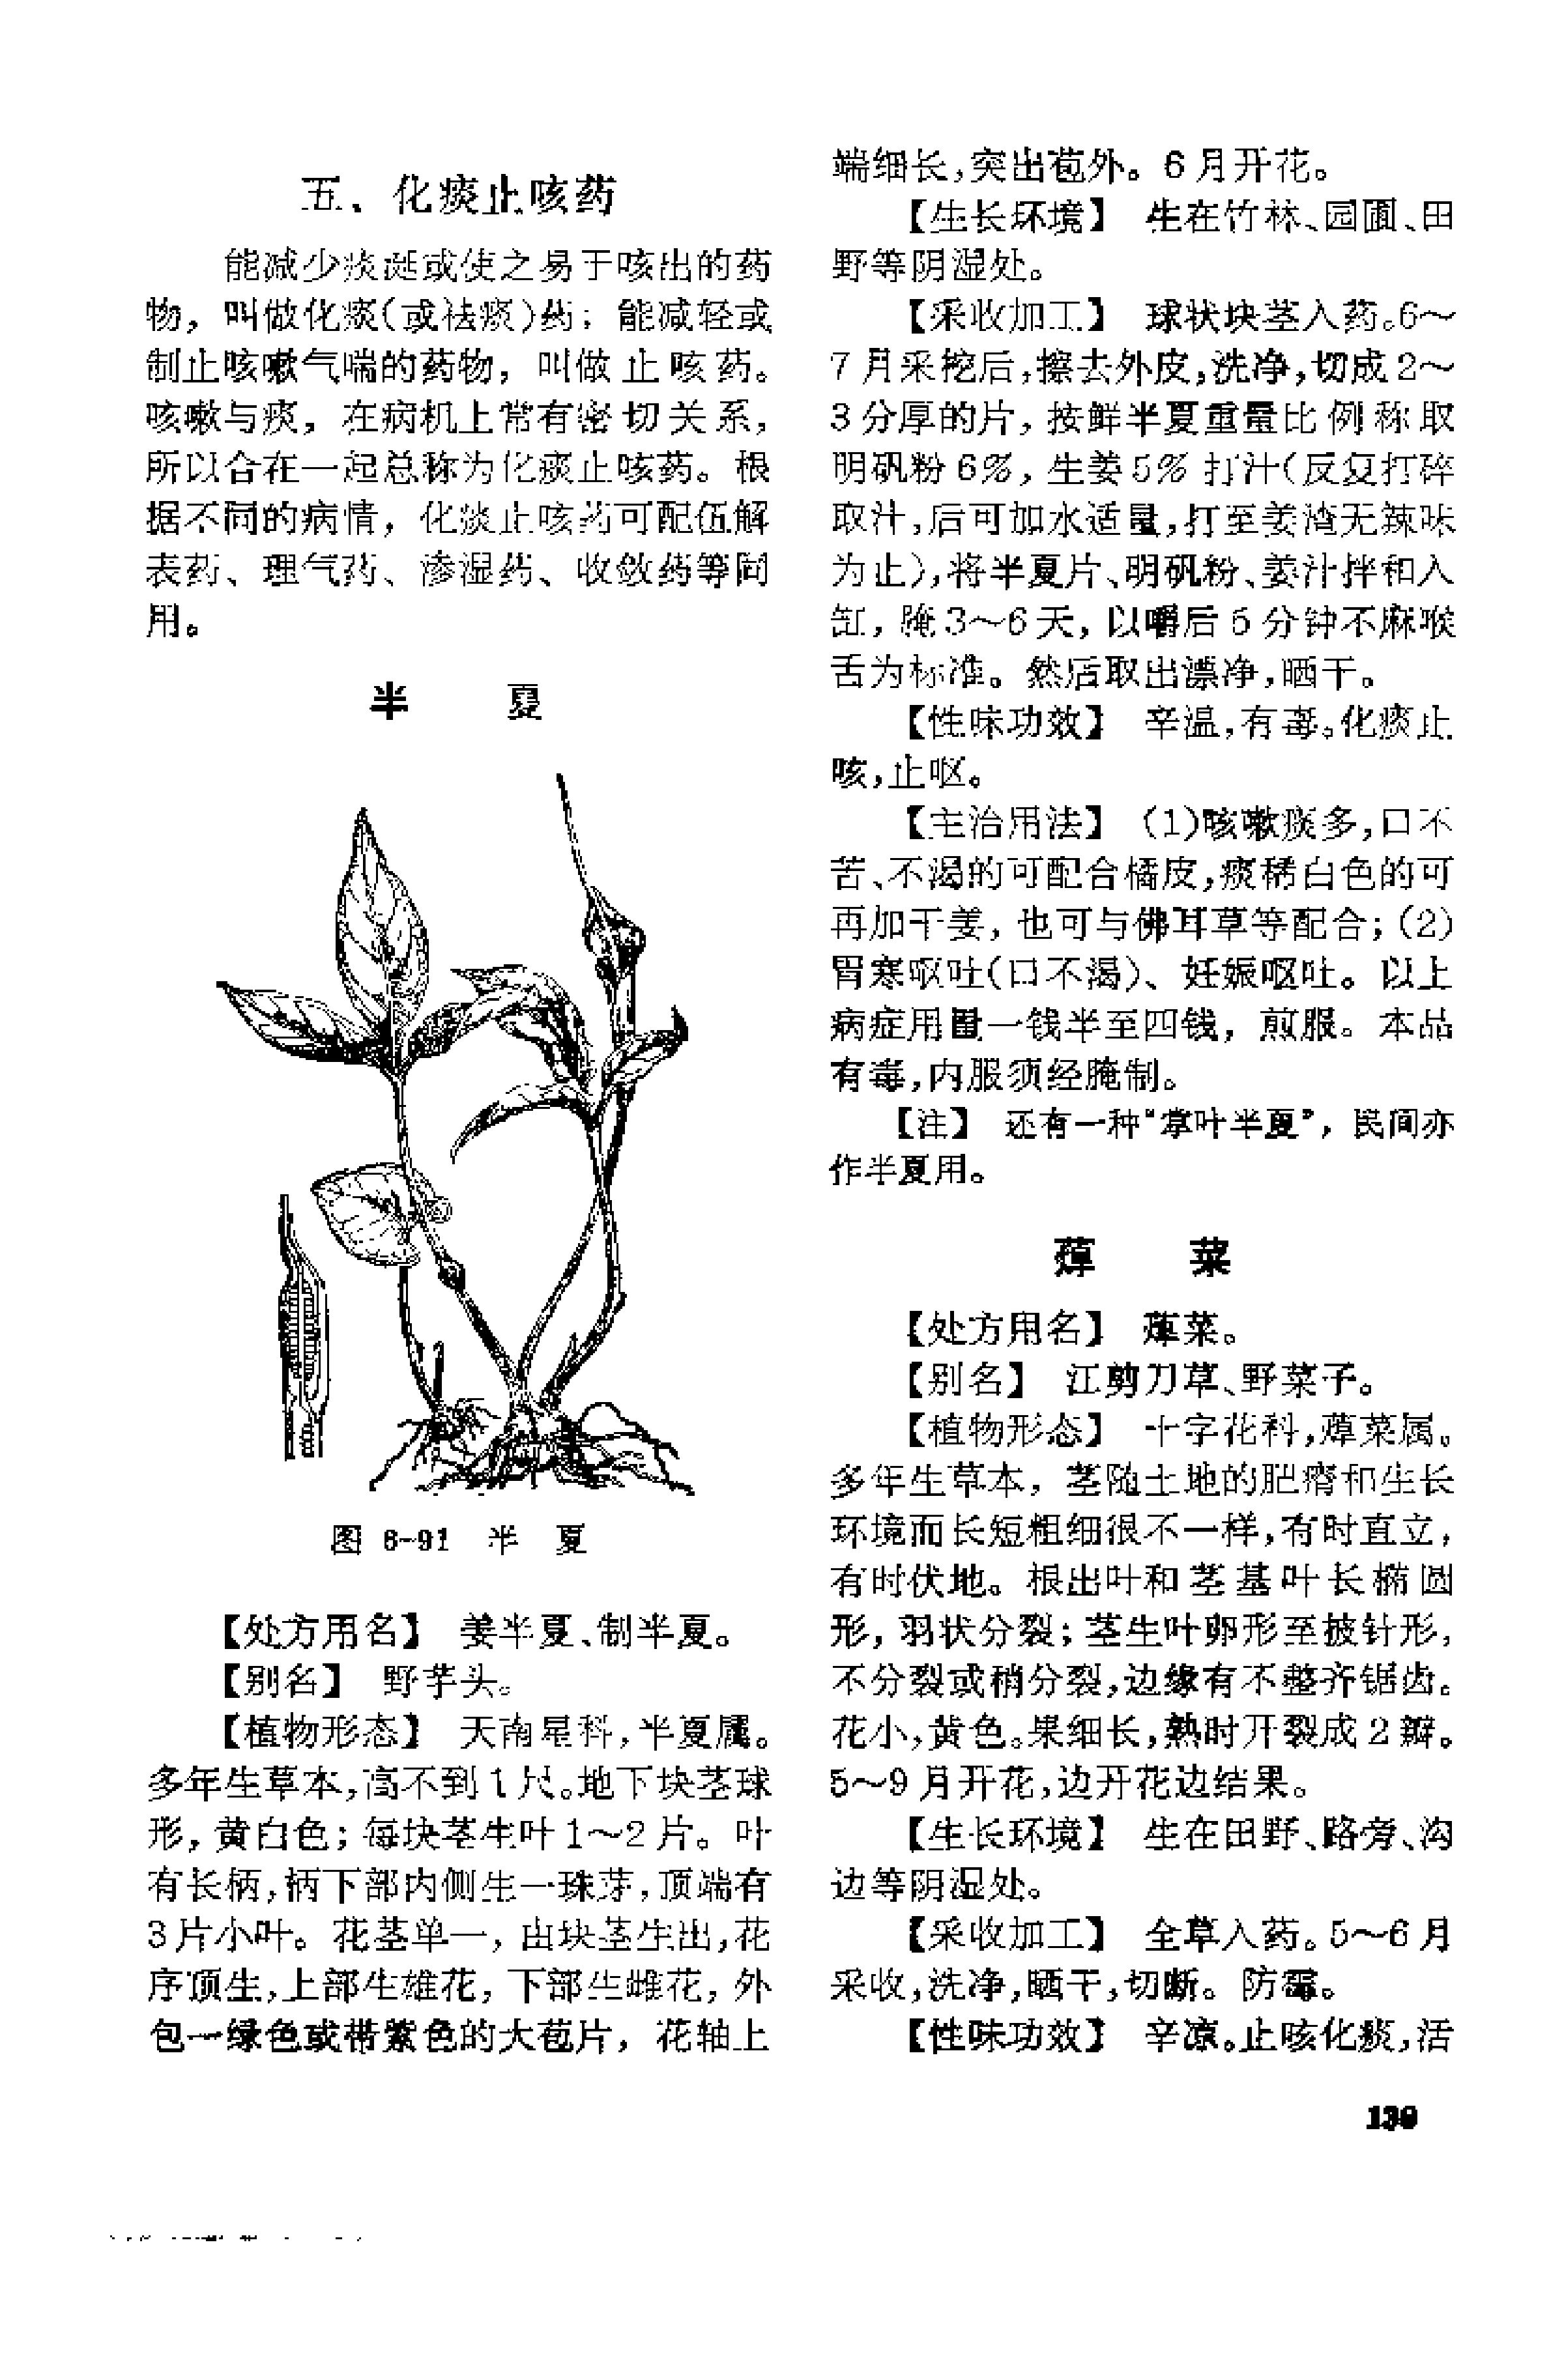 五、化痰止咳药
能减少痰涎或使之易于咳出的药
物，叫做化痰(或祛痰)药；能减轻或
制止咳嗽气喘的药物，叫做止咳药。
咳嗽与痰，在病机上常有密切关系，
所以合在一起总称为化痰止咳药。根
据不同的病情，化淡止咳药可配伍解
表药、理气药、渗湿药、收敛药等同
用。
半 夏
图 6-91 半 夏
【处方用名】 姜半夏、制半夏。
【别名】 野芋头。
【植物形态】 天南星科，半夏属。
多年生草本，高不到1尺。地下块茎球
形，黄白色；每块茎生叶1～2片。叶
有长柄，柄下部内侧生一珠芽，顶端有
3片小叶。花茎单一，由块茎生出，花
序顶生，上部生雄花，下部生雌花，外
包一绿色或带紫色的大苞片，花轴上
端细长，突出苞外。6月开花。
【生长环境】 生在竹林、园圃、田
野等阴湿处。
【采收加工】 球状块茎入药。6～
7月采挖后，擦去外皮，洗净，切成2～
3分厚的片，按鲜半夏重量比例称取
明矾粉6%，生姜5%打汁(反复打碎
取汁，后可加水适量，打至姜渣无辣味
为止)，将半夏片、明矾粉、姜汁拌和入
缸，腌3～6天，以嚼后5分钟不麻喉
舌为标准。然后取出漂净，晒干。
【性味功效】 辛温，有毒。化痰止
咳，止呕。
【主治用法】 (1)咳嗽痰多，口不
苦、不渴的可配合橘皮，痰稀白色的可
再加干姜，也可与佛耳草等配合；(2)
胃寒呕吐(口不渴)、妊娠呕吐。以上
病症用量一钱半至四钱，煎服。本品
有毒，内服须经腌制。
【注】 还有一种“掌叶半夏”，民间亦
作半夏用。
蔊 菜
【处方用名】 蔊菜。
【别名】 江剪刀草、野菜子。
【植物形态】 十字花科，蔊菜属。
多年生草本，茎随土地的肥瘠和生长
环境而长短粗细很不一样，有时直立，
有时伏地。根出叶和茎基叶长椭圆
形，羽状分裂；茎生叶卵形至披针形，
不分裂或稍分裂，边缘有不整齐锯齿。
花小，黄色。果细长，熟时开裂成2瓣。
5～9月开花，边开花边结果。
【生长环境】 生在田野、路旁、沟
边等阴湿处。
【采收加工】 全草入药。5～6月
采收，洗净，晒干，切断。防霉。
【性味功效】 辛凉。止咳化痰，活
139